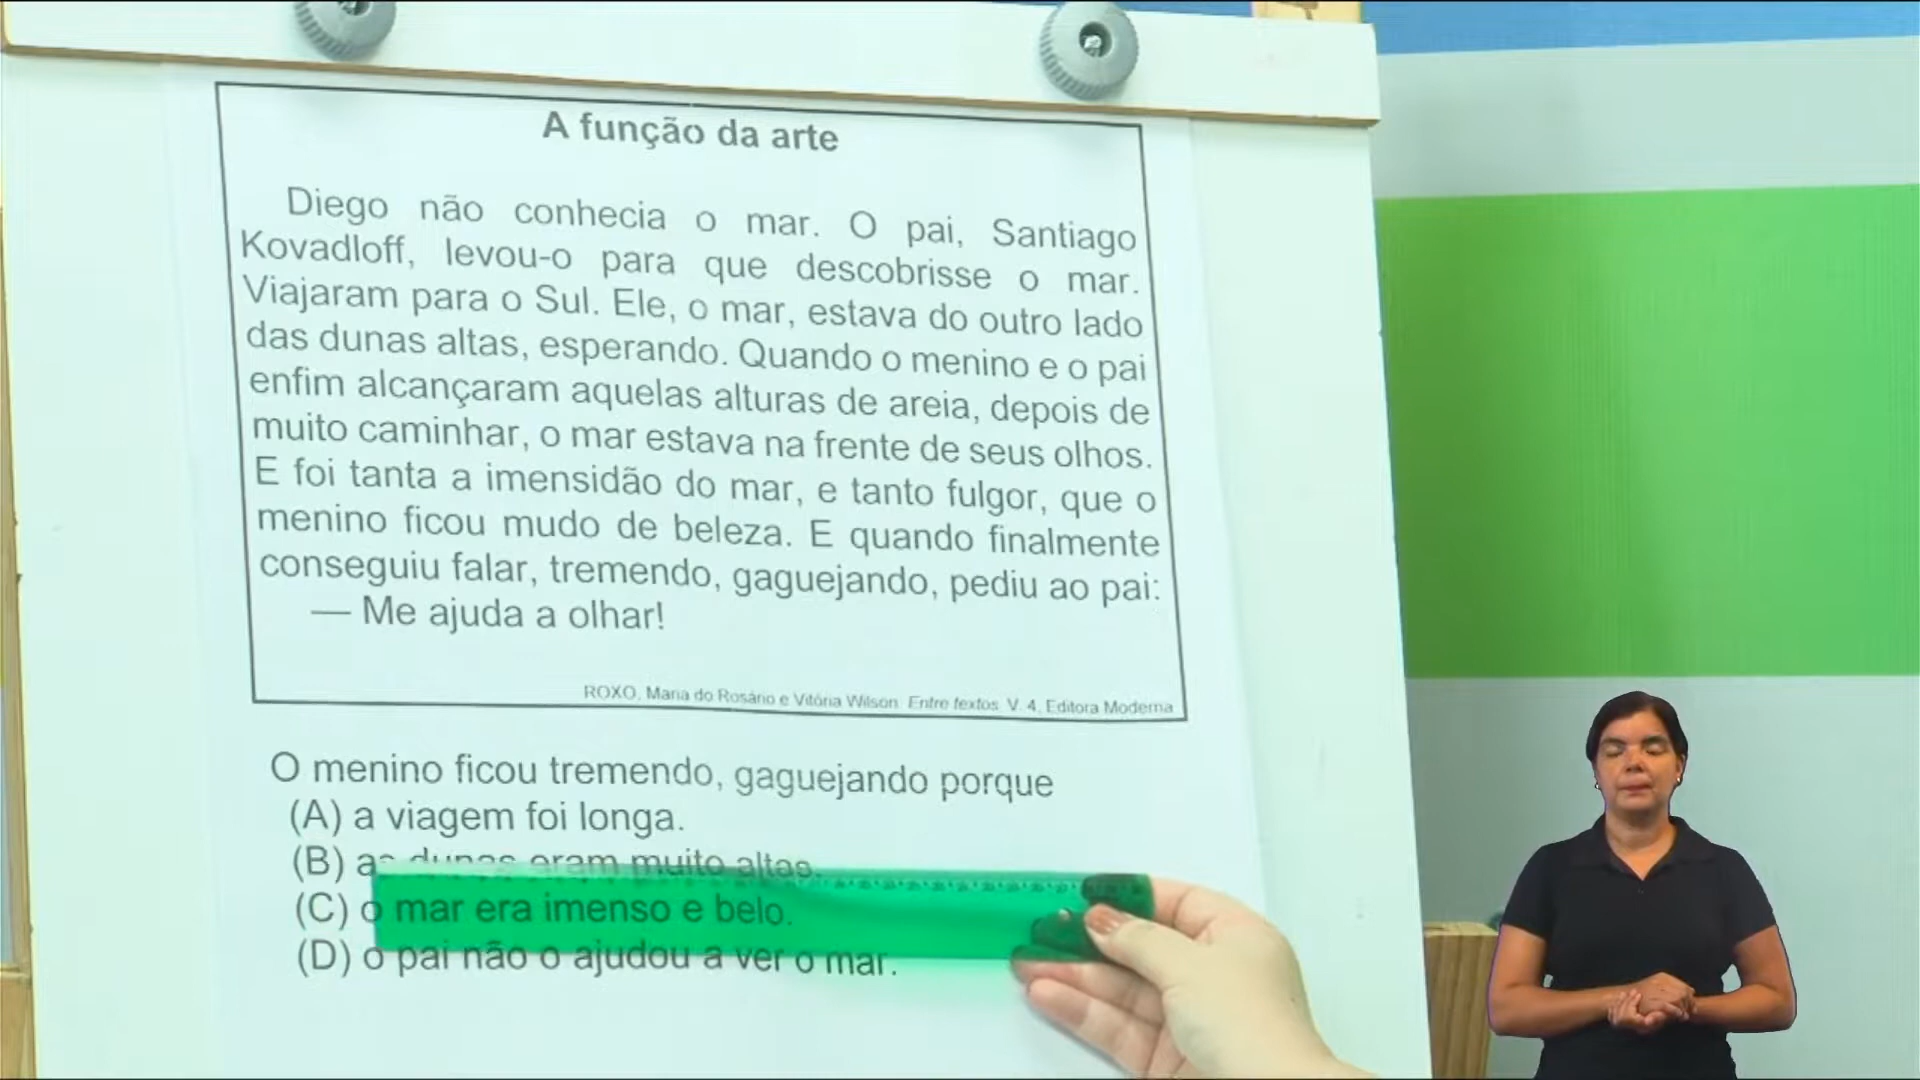 A função da arte
Diego não conhecia o mar. O pai, Santiago
Kovadloff, levou-o para que descobrisse o mar.
Viajaram para o Sul. Ele, o mar, estava do outro lado
das dunas altas, esperando. Quando o menino e o pai
enfim alcançaram aquelas alturas de areia, depois de
muito caminhar, o mar estava na frente de seus olhos.
E foi tanta a imensidão do mar, e tanto fulgor, que o
menino ficou mudo de beleza. E quando finalmente
conseguiu falar, tremendo, gaguejando, pediu ao pai:
— Me ajuda a olhar!
ROXO, Maria do Rosário e Vitória Wilson. Entre textos. V. 4, Editora Moderna
O menino ficou tremendo, gaguejando porque
(A) a viagem foi longa.
(B) as dunas eram muito altas.
(C) o mar era imenso e belo.
(D) o pai não o ajudou a ver o mar.